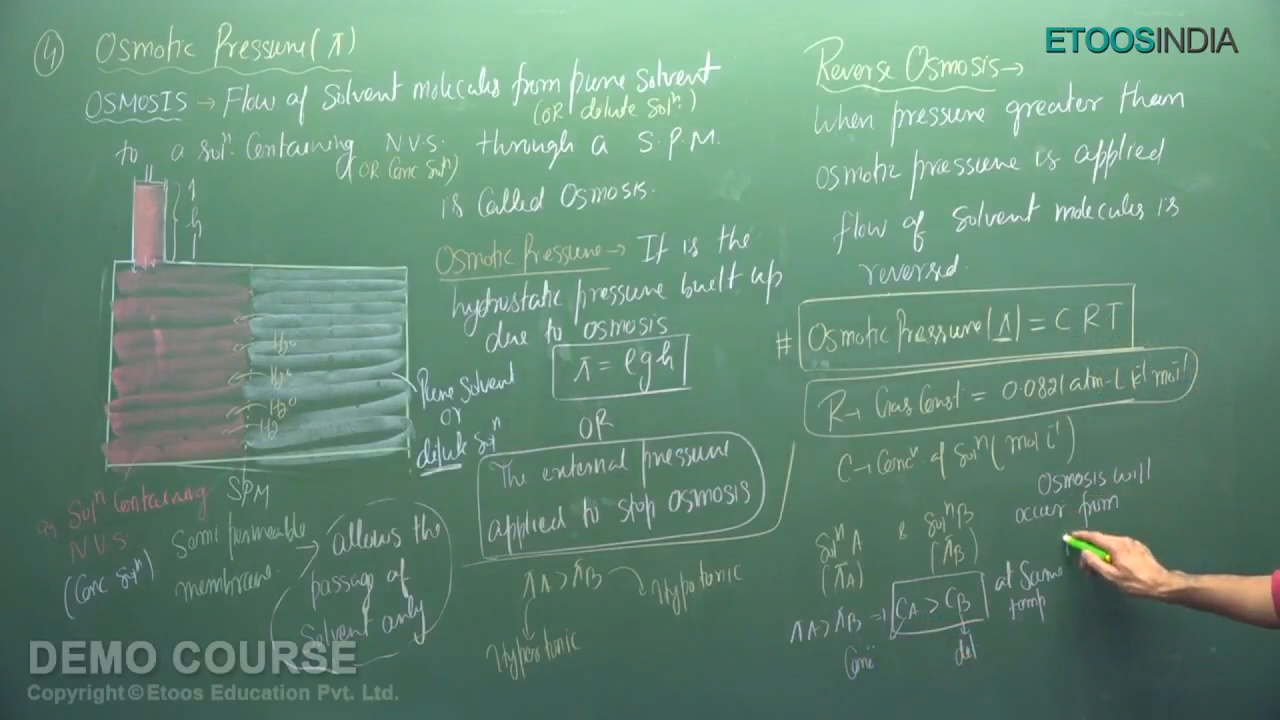 ETOOSINDIA
4) Osmotic Pressure(π)
OSMOSIS → Flow of Solvent molecules from pure solvent
(OR dilute Solⁿ.)
to a solⁿ. Containing N.V.S. through a S.P.M.
(OR Conc Solⁿ)
is Called Osmosis.
h
H₂O
H₂O
H₂O
H₂O
H₂
SPM
Pure Solvent
or
dilute Solⁿ
Solⁿ Containing
N.V.S
(Conc Solⁿ)
Semi permeable
membrane.
→ allows the
passage of
Solvent only
Osmotic Pressure → It is the
hydrostatic pressure built up
due to osmosis
π = ρgh
OR
The external pressure
applied to stop osmosis
πA > πB → Hypotonic
Hypertonic
Reverse Osmosis →
When pressure greater than
osmotic pressure is applied
flow of solvent molecules is
reversed.
# Osmotic Pressure(π) = C R T
R → Gas Const = 0.0821 atm-L K⁻¹ mol⁻¹
C → Concⁿ of Solⁿ (mol L⁻¹)
Solⁿ A & Solⁿ B
(πA) (πB)
πA > πB ⇒ CA > CB at Same
temp
Conc dil
Osmosis will
occur from
DEMO COURSE
Copyright © Etoos Education Pvt. Ltd.